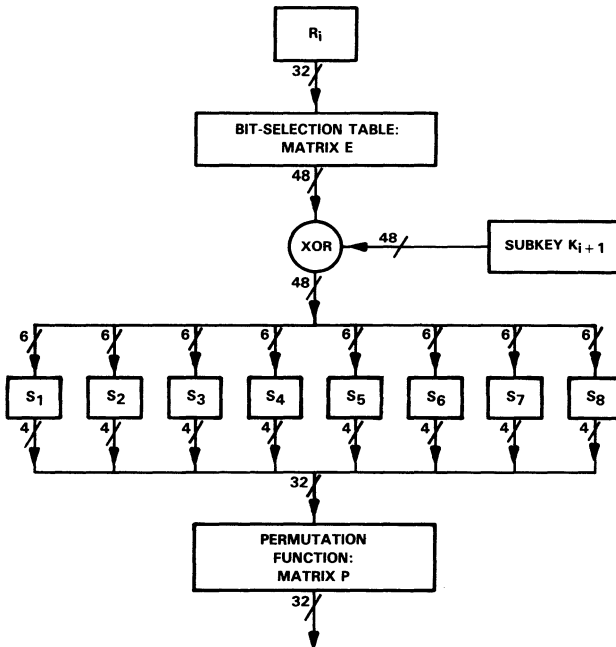 Ri
32
BIT-SELECTION TABLE:
MATRIX E
48
XOR
48
SUBKEY Ki + 1
48
6 6 6 6 6 6 6 6
S1 S2 S3 S4 S5 S6 S7 S8
4 4 4 4 4 4 4 4
32
PERMUTATION
FUNCTION:
MATRIX P
32